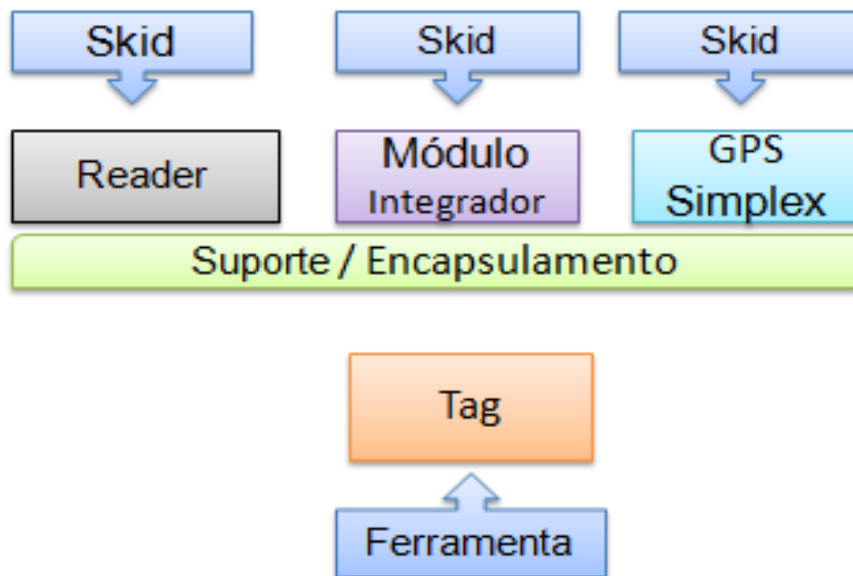 Skid
Skid
Skid
Reader
Módulo
Integrador
GPS
Simplex
Suporte / Encapsulamento
Tag
Ferramenta